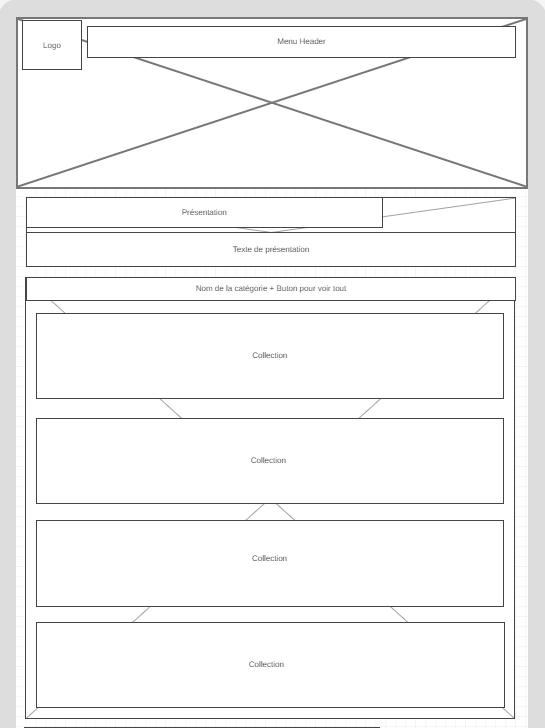 Logo
Menu Header
Présentation
Texte de présentation
Nom de la catégorie + Buton pour voir tout
Collection
Collection
Collection
Collection